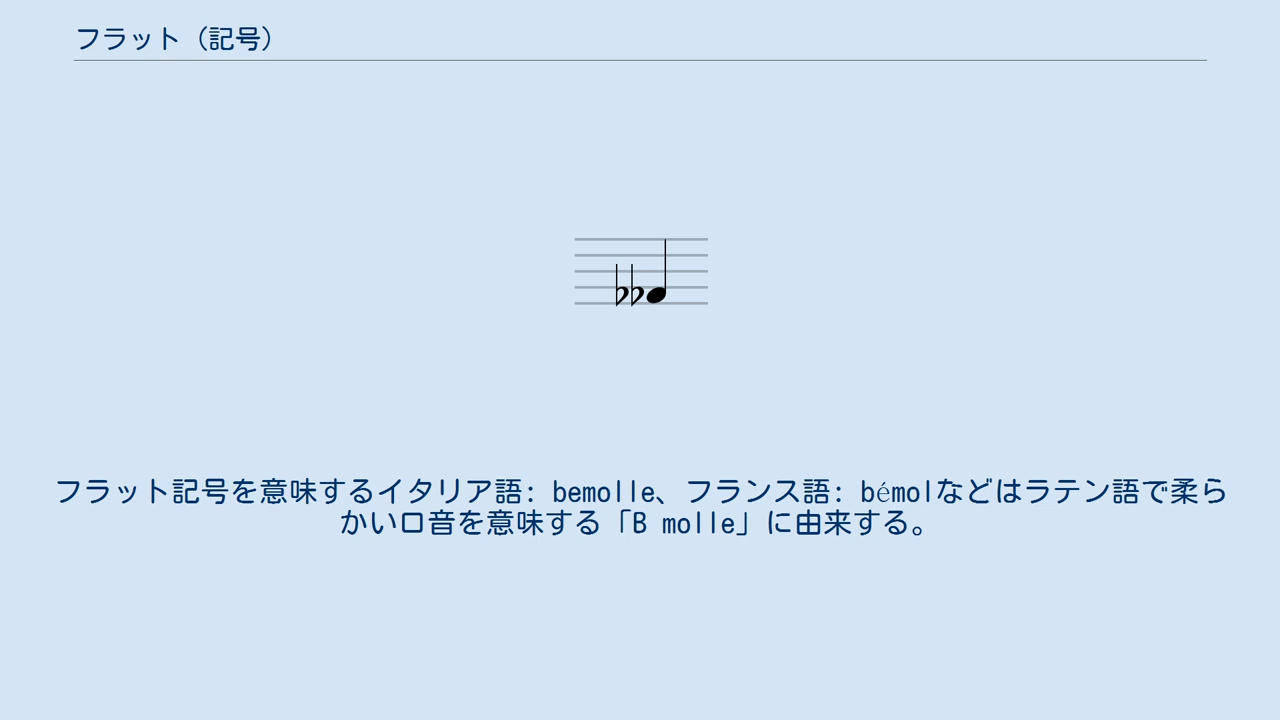 フラット（記号）
フラット記号を意味するイタリア語: bemolle、フランス語: bémolなどはラテン語で柔ら
かいロ音を意味する「B molle」に由来する。